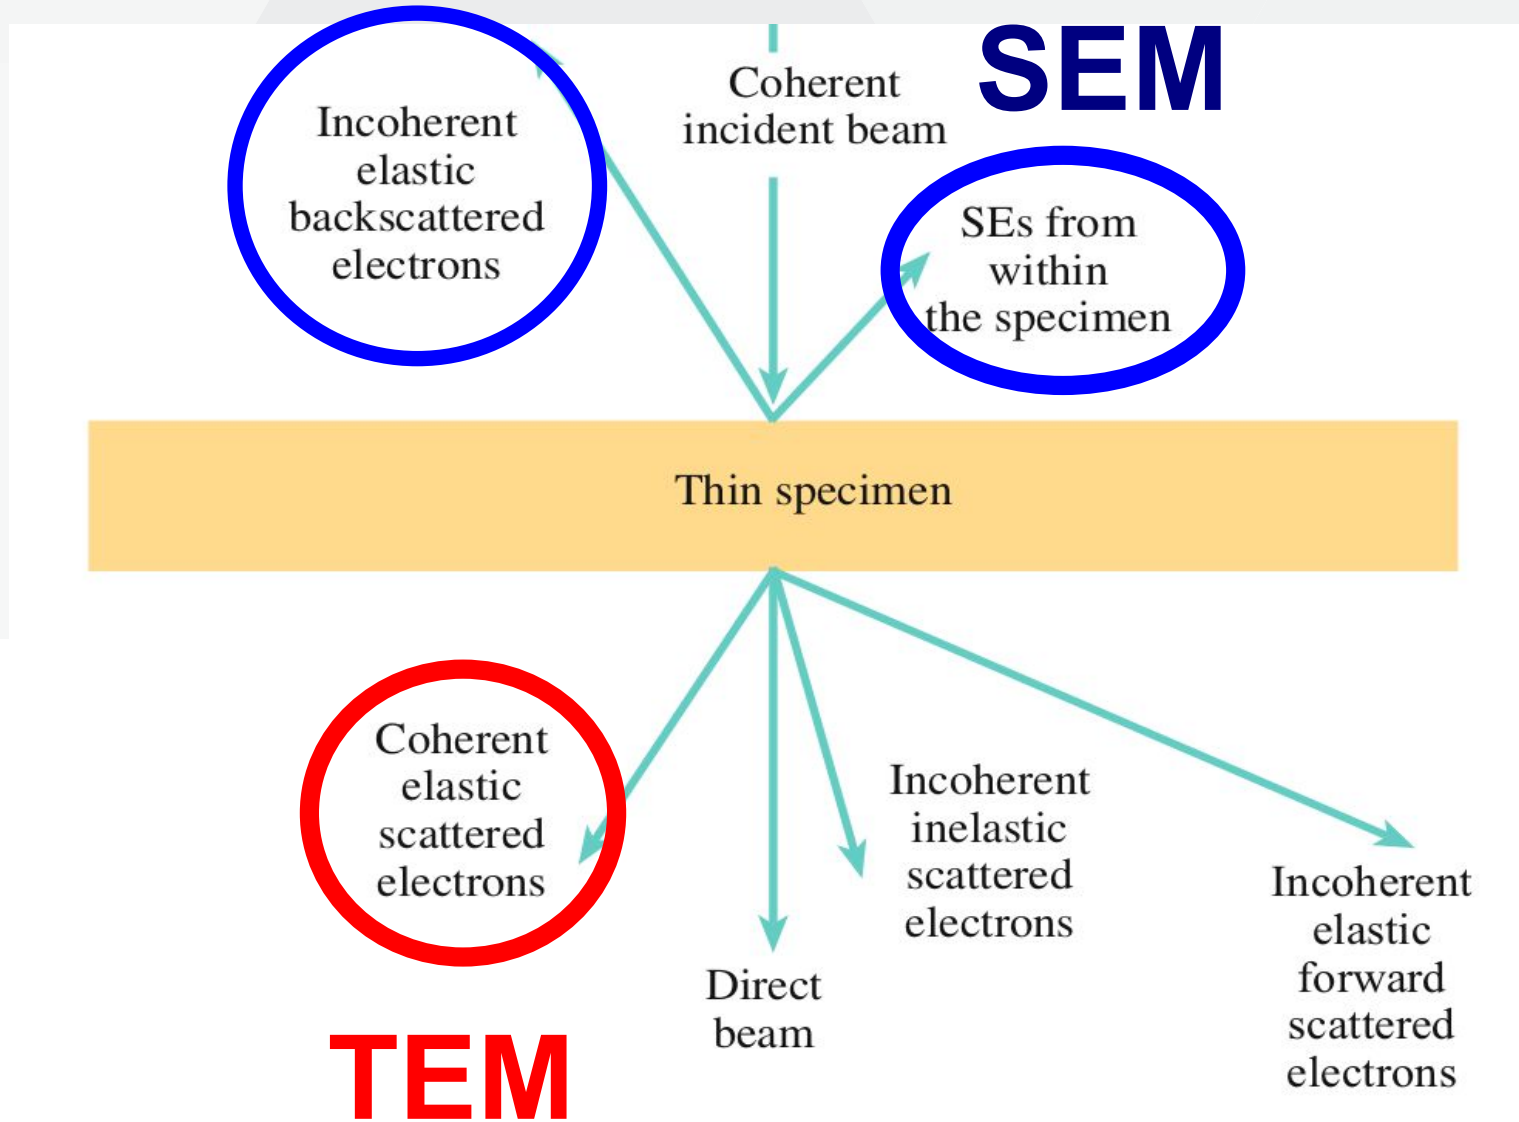 SEM
Coherent
incident beam
Incoherent
elastic
backscattered
electrons
SEs from
within
the specimen
Thin specimen
Coherent
elastic
scattered
electrons
Incoherent
inelastic
scattered
electrons
Direct
beam
Incoherent
elastic
forward
scattered
electrons
TEM